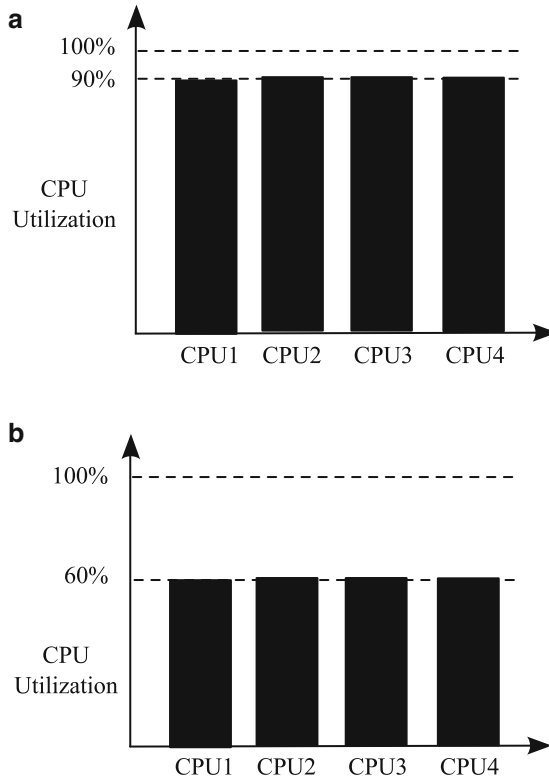 a
100%
90%
CPU
Utilization
CPU1 CPU2 CPU3 CPU4
b
100%
60%
CPU
Utilization
CPU1 CPU2 CPU3 CPU4